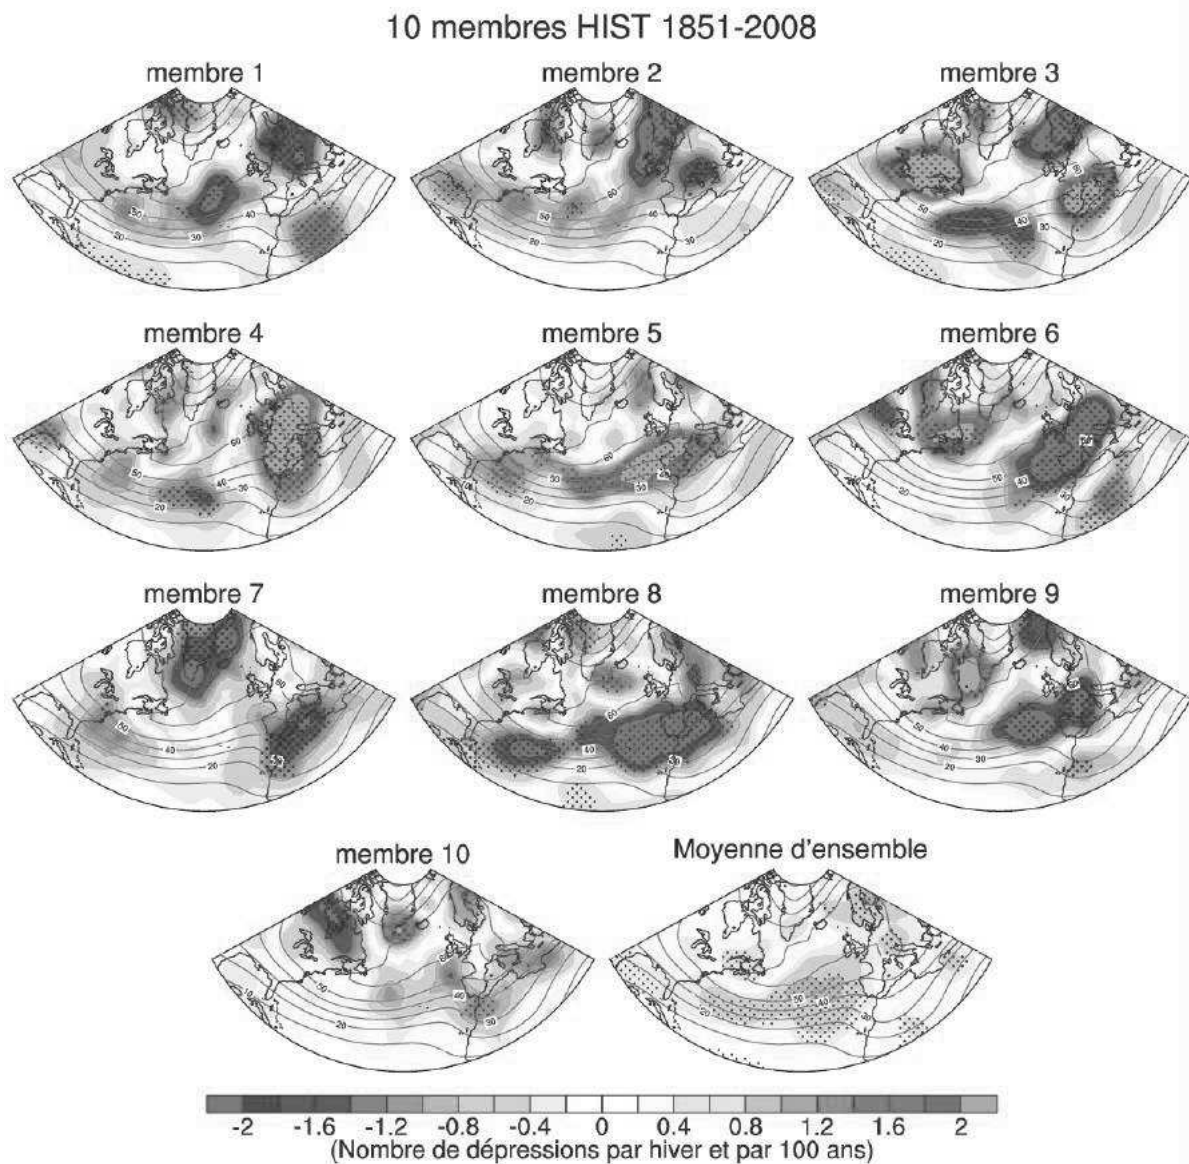 10 membres HIST 1851-2008
membre 1
membre 2
membre 3
membre 4
membre 5
membre 6
membre 7
membre 8
membre 9
membre 10
Moyenne d'ensemble
-2 -1.6 -1.2 -0.8 -0.4 0 0.4 0.8 1.2 1.6 2
(Nombre de dépressions par hiver et par 100 ans)